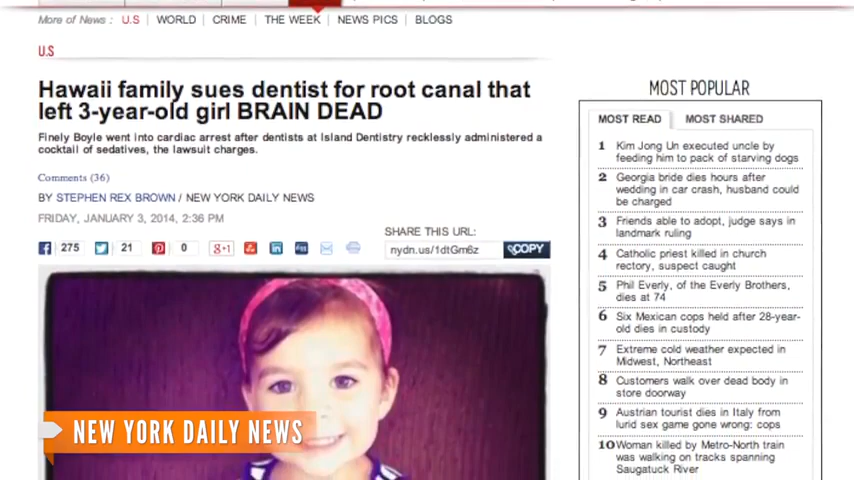 More of News : U.S WORLD CRIME THE WEEK NEWS PICS BLOGS
U.S
Hawaii family sues dentist for root canal that
left 3-year-old girl BRAIN DEAD
Finely Boyle went into cardiac arrest after dentists at Island Dentistry recklessly administered a
cocktail of sedatives, the lawsuit charges.
Comments (36)
BY STEPHEN REX BROWN / NEW YORK DAILY NEWS
FRIDAY, JANUARY 3, 2014, 2:36 PM
275 21 0 g+1
SHARE THIS URL:
nydn.us/1dtGm6z COPY
NEW YORK DAILY NEWS
MOST POPULAR
MOST READ MOST SHARED
1 Kim Jong Un executed uncle by
feeding him to pack of starving dogs
2 Georgia bride dies hours after
wedding in car crash, husband could
be charged
3 Friends able to adopt, judge says in
landmark ruling
4 Catholic priest killed in church
rectory, suspect caught
5 Phil Everly, of the Everly Brothers,
dies at 74
6 Six Mexican cops held after 28-year-
old dies in custody
7 Extreme cold weather expected in
Midwest, Northeast
8 Customers walk over dead body in
store doorway
9 Austrian tourist dies in Italy from
lurid sex game gone wrong: cops
10 Woman killed by Metro-North train
was walking on tracks spanning
Saugatuck River